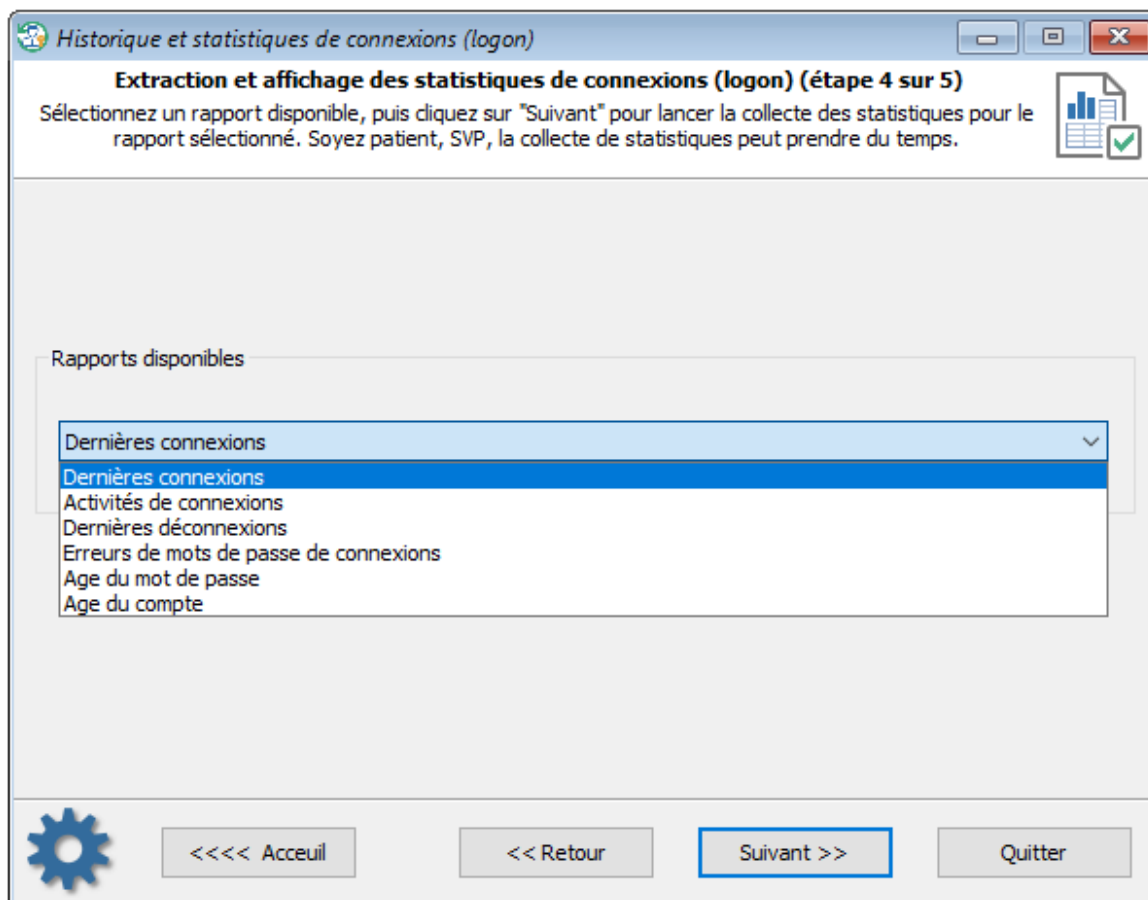 Historique et statistiques de connexions (logon)
Extraction et affichage des statistiques de connexions (logon) (étape 4 sur 5)
Sélectionnez un rapport disponible, puis cliquez sur "Suivant" pour lancer la collecte des statistiques pour le
rapport sélectionné. Soyez patient, SVP, la collecte de statistiques peut prendre du temps.
Rapports disponibles
Dernières connexions
Dernières connexions
Activités de connexions
Dernières déconnexions
Erreurs de mots de passe de connexions
Age du mot de passe
Age du compte
<<<< Acceuil
<< Retour
Suivant >>
Quitter